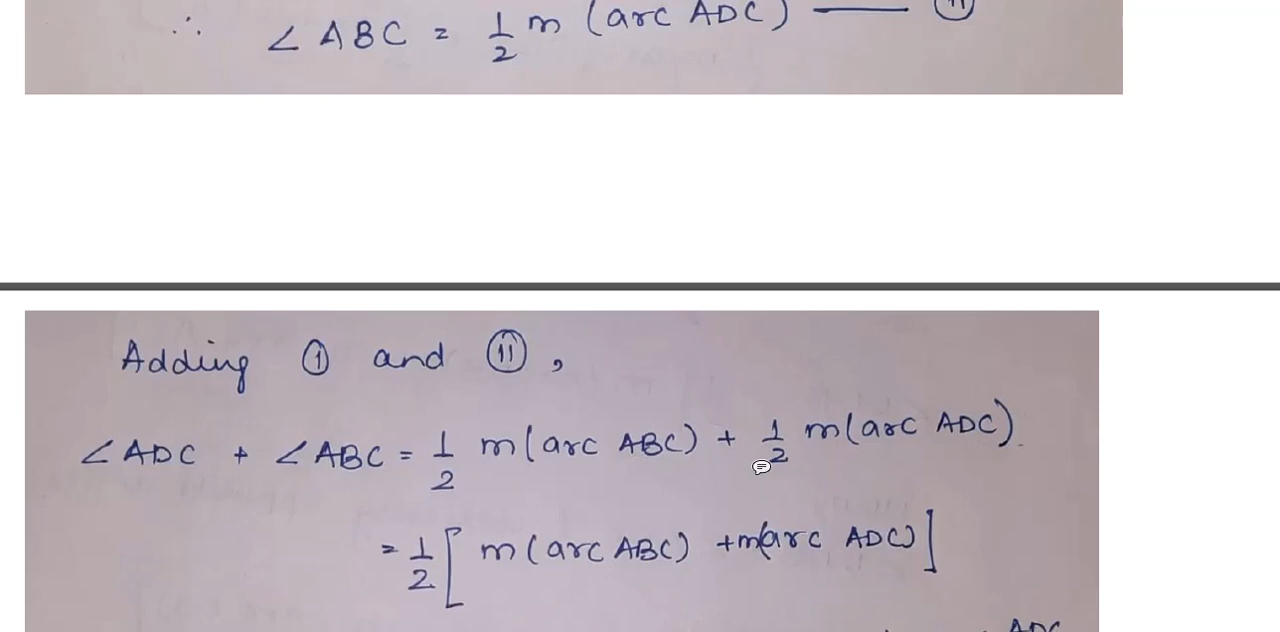 ∴ ∠ABC = 1/2 m (arc ADC) —— (II)
Adding (I) and (II),
∠ADC + ∠ABC = 1/2 m(arc ABC) + 1/2 m(arc ADC).
= 1/2 [ m(arc ABC) + m(arc ADC) ]
ADC